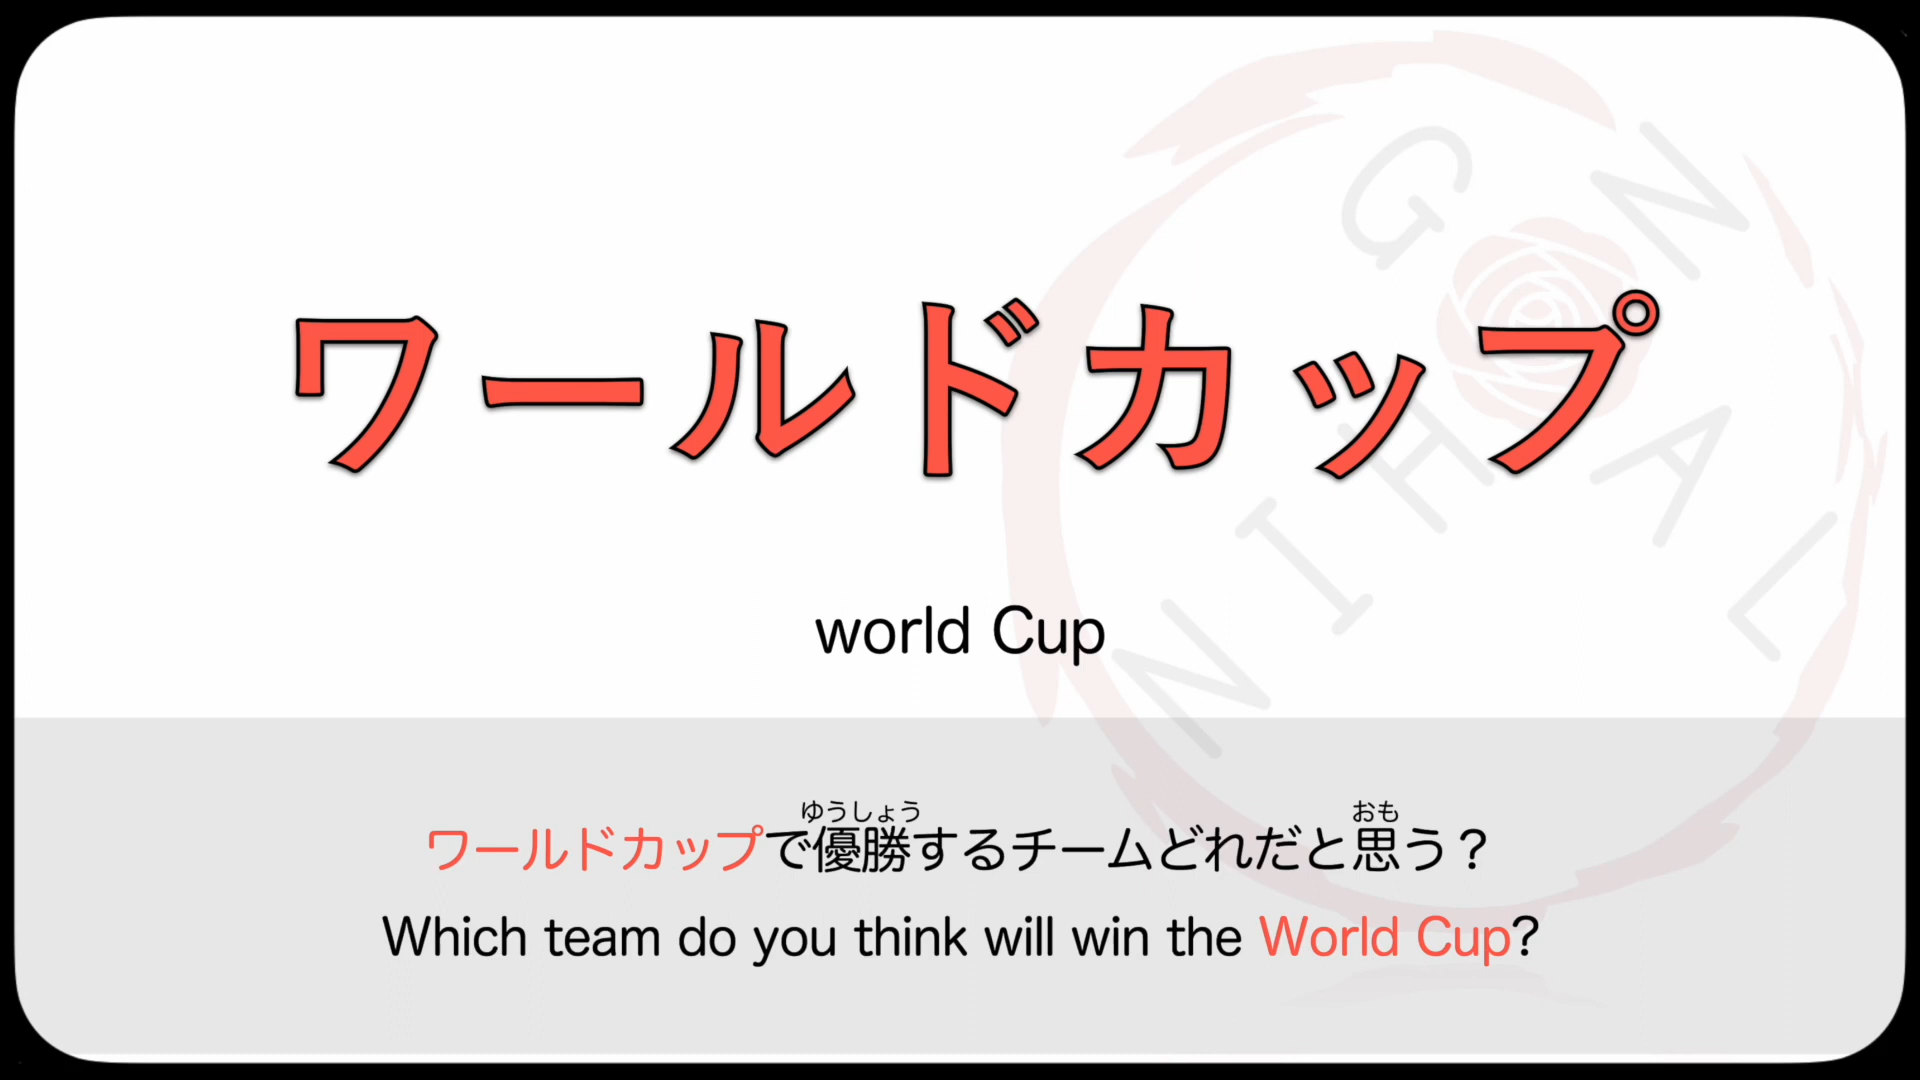 ワールドカップ
world Cup
ゆうしょう おも
ワールドカップで優勝するチームどれだと思う？
Which team do you think will win the World Cup?
NIHONGO
GNAL